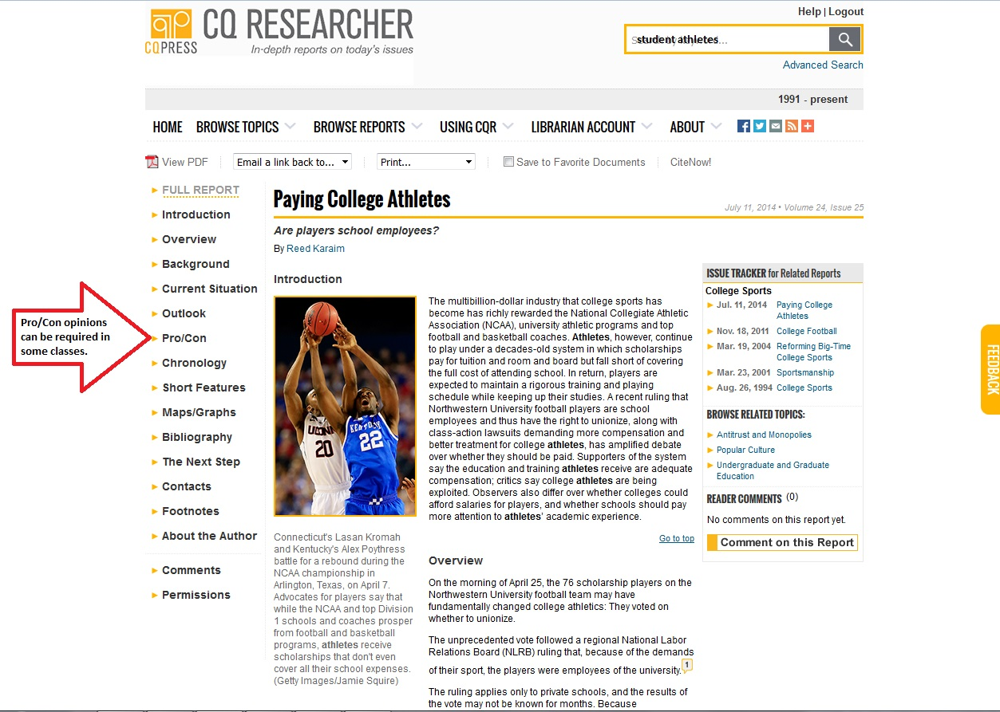 CQ RESEARCHER
CQPRESS
In-depth reports on today's issues
Help | Logout
student athletes
Advanced Search
1991 - present
HOME BROWSE TOPICS BROWSE REPORTS USING CQR LIBRARIAN ACCOUNT ABOUT
View PDF Email a link back to... Print... Save to Favorite Documents CiteNow!
FULL REPORT
Introduction
Overview
Background
Current Situation
Outlook
Pro/Con
Chronology
Short Features
Maps/Graphs
Bibliography
The Next Step
Contacts
Footnotes
About the Author
Comments
Permissions
Pro/Con opinions
can be required in
some classes.
Paying College Athletes
July 11, 2014 • Volume 24, Issue 25
Are players school employees?
By Reed Karaim
Introduction
UCONN
20
KENTUCKY
22
Connecticut's Lasan Kromah
and Kentucky's Alex Poythress
battle for a rebound during the
NCAA championship in
Arlington, Texas, on April 7.
Advocates for players say that
while the NCAA and top Division
1 schools and coaches prosper
from football and basketball
programs, athletes receive
scholarships that don't even
cover all their school expenses.
(Getty Images/Jamie Squire)
The multibillion-dollar industry that college sports has
become has richly rewarded the National Collegiate Athletic
Association (NCAA), university athletic programs and top
football and basketball coaches. Athletes, however, continue
to play under a decades-old system in which scholarships
pay for tuition and room and board but fall short of covering
the full cost of attending school. In return, players are
expected to maintain a rigorous training and playing
schedule while keeping up their studies. A recent ruling that
Northwestern University football players are school
employees and thus have the right to unionize, along with
class-action lawsuits demanding more compensation and
better treatment for college athletes, has amplified debate
over whether they should be paid. Supporters of the system
say the education and training athletes receive are adequate
compensation; critics say college athletes are being
exploited. Observers also differ over whether colleges could
afford salaries for players, and whether schools should pay
more attention to athletes' academic experience.
Go to top
Overview
On the morning of April 25, the 76 scholarship players on the
Northwestern University football team may have
fundamentally changed college athletics: They voted on
whether to unionize.
The unprecedented vote followed a regional National Labor
Relations Board (NLRB) ruling that, because of the demands
of their sport, the players were employees of the university. 1
The ruling applies only to private schools, and the results of
the vote may not be known for months. Because
ISSUE TRACKER for Related Reports
College Sports
Jul. 11, 2014 Paying College
Athletes
Nov. 18, 2011 College Football
Mar. 19, 2004 Reforming Big-Time
College Sports
Mar. 23, 2001 Sportsmanship
Aug. 26, 1994 College Sports
BROWSE RELATED TOPICS:
Antitrust and Monopolies
Popular Culture
Undergraduate and Graduate
Education
READER COMMENTS (0)
No comments on this report yet.
Comment on this Report
FEEDBACK